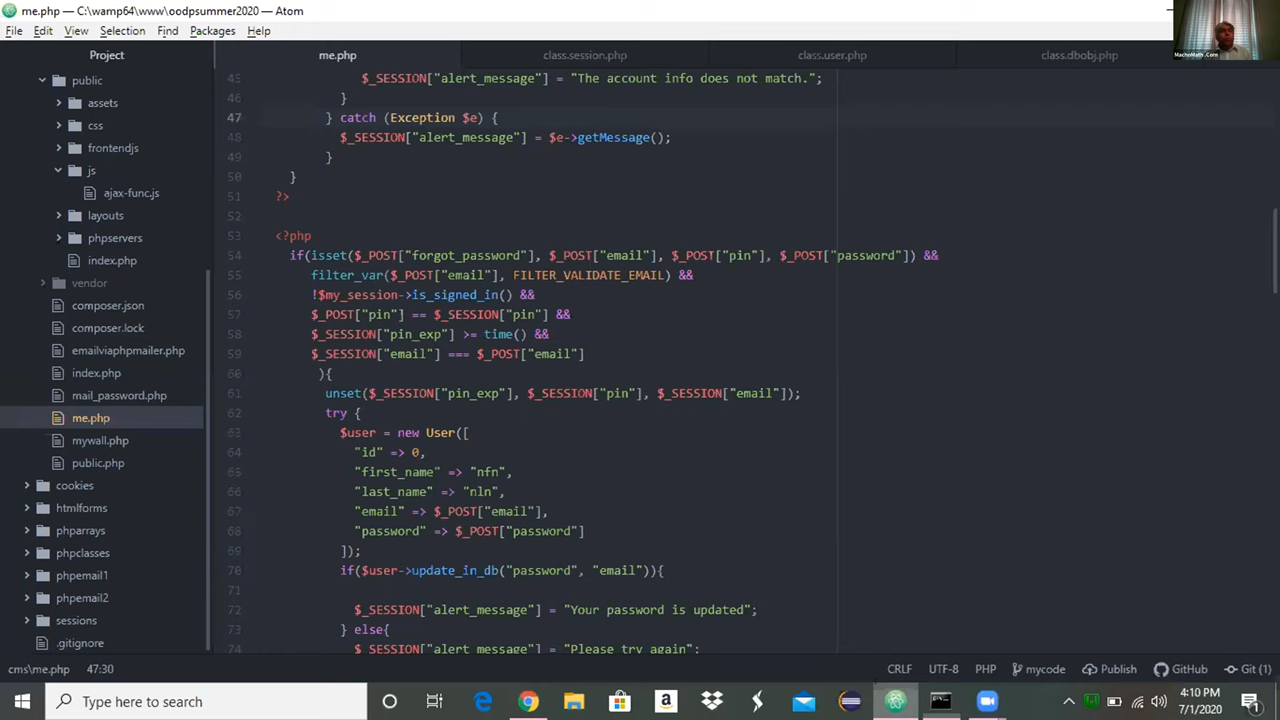 me.php — C:\wamp64\www\oodpsummer2020 — Atom
File Edit View Selection Find Packages Help
MachoMath .Com
Project
me.php class.session.php class.user.php class.dbobj.php
public
assets
css
frontendjs
js
ajax-func.js
layouts
phpservers
index.php
vendor
composer.json
composer.lock
emailviaphpmailer.php
index.php
mail_password.php
me.php
mywall.php
public.php
cookies
htmlforms
phparrays
phpclasses
phpemail1
phpemail2
sessions
.gitignore
45 $_SESSION["alert_message"] = "The account info does not match.";
46 }
47 } catch (Exception $e) {
48 $_SESSION["alert_message"] = $e->getMessage();
49 }
50 }
51 ?>
52
53 <?php
54 if(isset($_POST["forgot_password"], $_POST["email"], $_POST["pin"], $_POST["password"]) &&
55 filter_var($_POST["email"], FILTER_VALIDATE_EMAIL) &&
56 !$my_session->is_signed_in() &&
57 $_POST["pin"] == $_SESSION["pin"] &&
58 $_SESSION["pin_exp"] >= time() &&
59 $_SESSION["email"] === $_POST["email"]
60 ){
61 unset($_SESSION["pin_exp"], $_SESSION["pin"], $_SESSION["email"]);
62 try {
63 $user = new User([
64 "id" => 0,
65 "first_name" => "nfn",
66 "last_name" => "nln",
67 "email" => $_POST["email"],
68 "password" => $_POST["password"]
69 ]);
70 if($user->update_in_db("password", "email")){
71
72 $_SESSION["alert_message"] = "Your password is updated";
73 } else{
74 $_SESSION["alert_message"] = "Please try again";
cms\me.php 47:30 CRLF UTF-8 PHP mycode Publish GitHub Git (1)
Type here to search
4:10 PM
7/1/2020